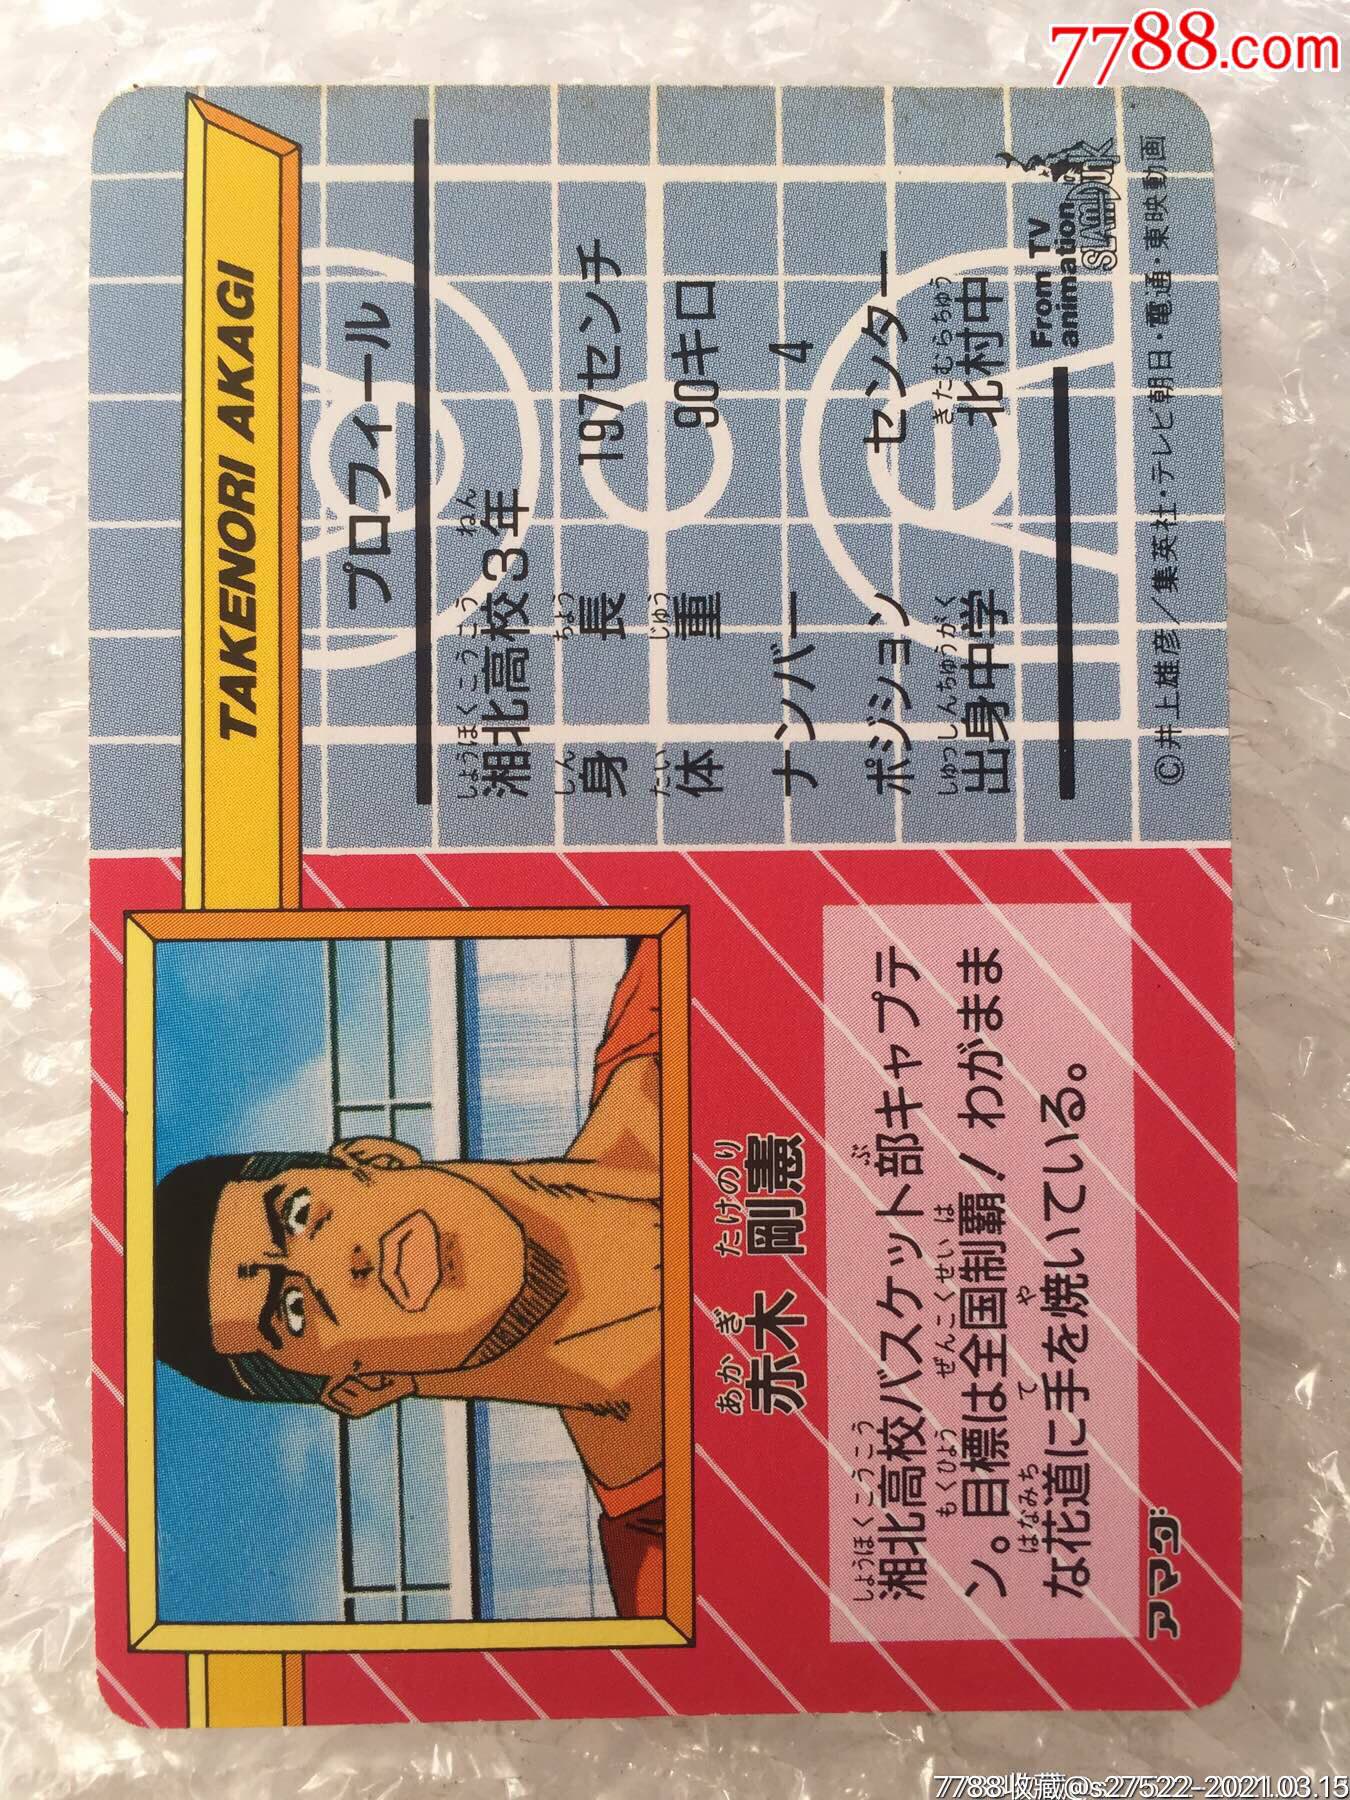 7788.com
TAKENORI AKAGI
あかぎ たけのり
赤木 剛憲
しょうほくこうこう ぶ
湘北高校バスケット部キャプテ
もくひょう ぜんこくせいは
ン。目標は全国制覇！わがまま
はなみち て や
な花道に手を焼いている。
アマダ
プロフィール
しょうほくこうこう ねん
湘北高校3年
しんちょう
身長 197センチ
たいじゅう
体重 90キロ
ナンバー 4
ポジション センター
しゅっしんちゅうがく きたむらちゅう
出身中学 北村中
From TV
animation
SLAM DUNK
©井上雄彦／集英社・テレビ朝日・電通・東映動画
7788收藏@s27522-2021.03.15